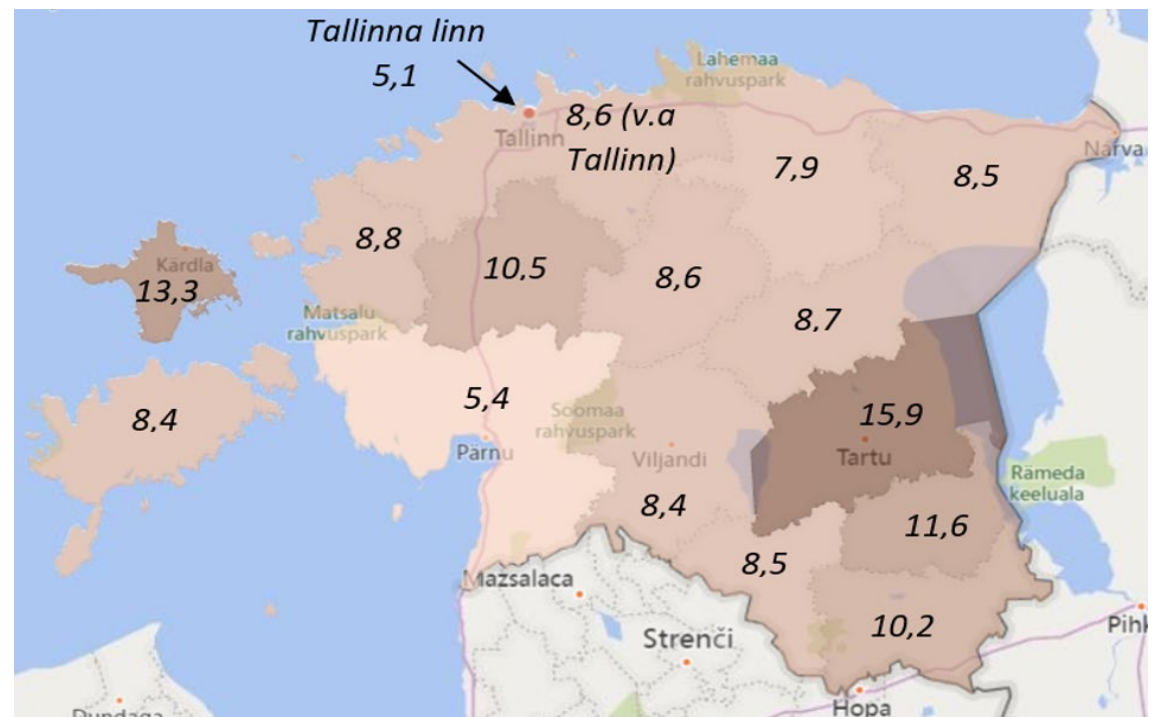 Tallinna linn
5,1
Lahemaa
rahvuspark
8,6 (v.a
Tallinn)
Tallinn
7,9
Narva
8,5
8,8
10,5
8,6
Kärdla
13,3
Matsalu
rahvuspark
8,7
8,4
5,4
Soomaa
rahvuspark
15,9
Pärnu
Viljandi
Tartu
Rämeda
keeluala
8,4
11,6
8,5
Mazsalaca
10,2
Strenči
Hopa
Dundaga